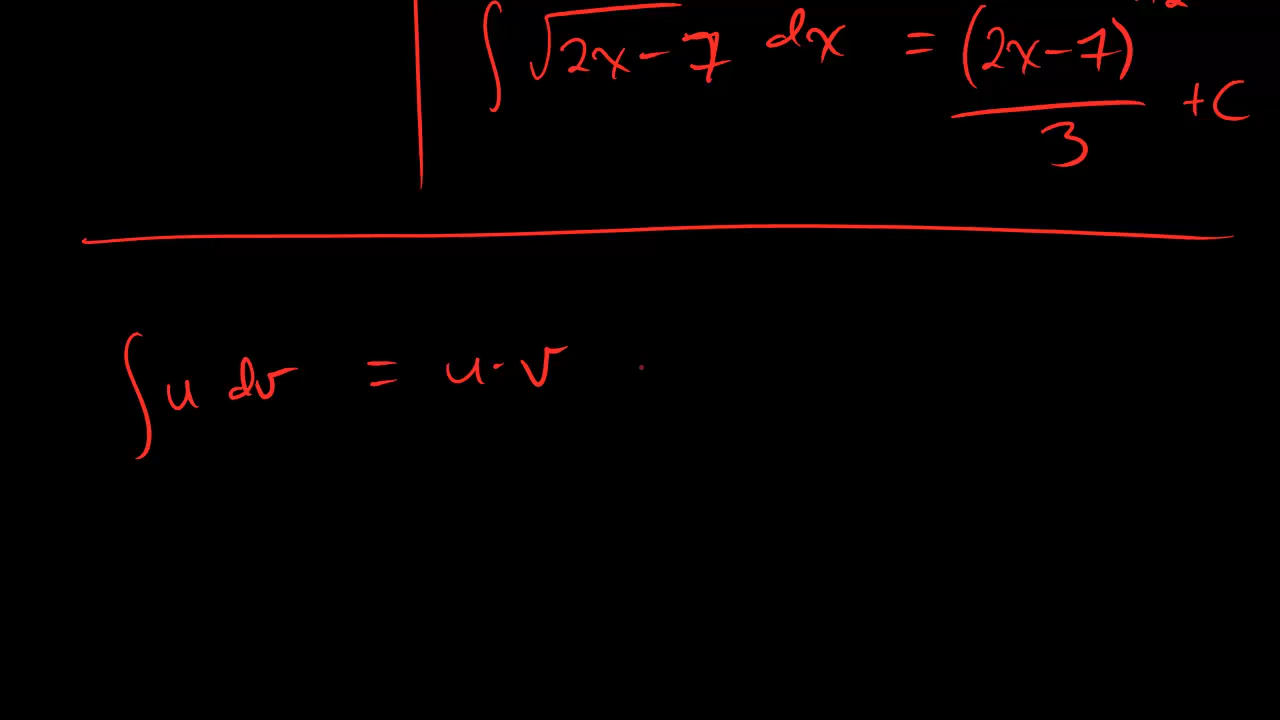 ∫ √2x - 7 dx = (2x - 7) / 3 + C
∫ u dv = u · v